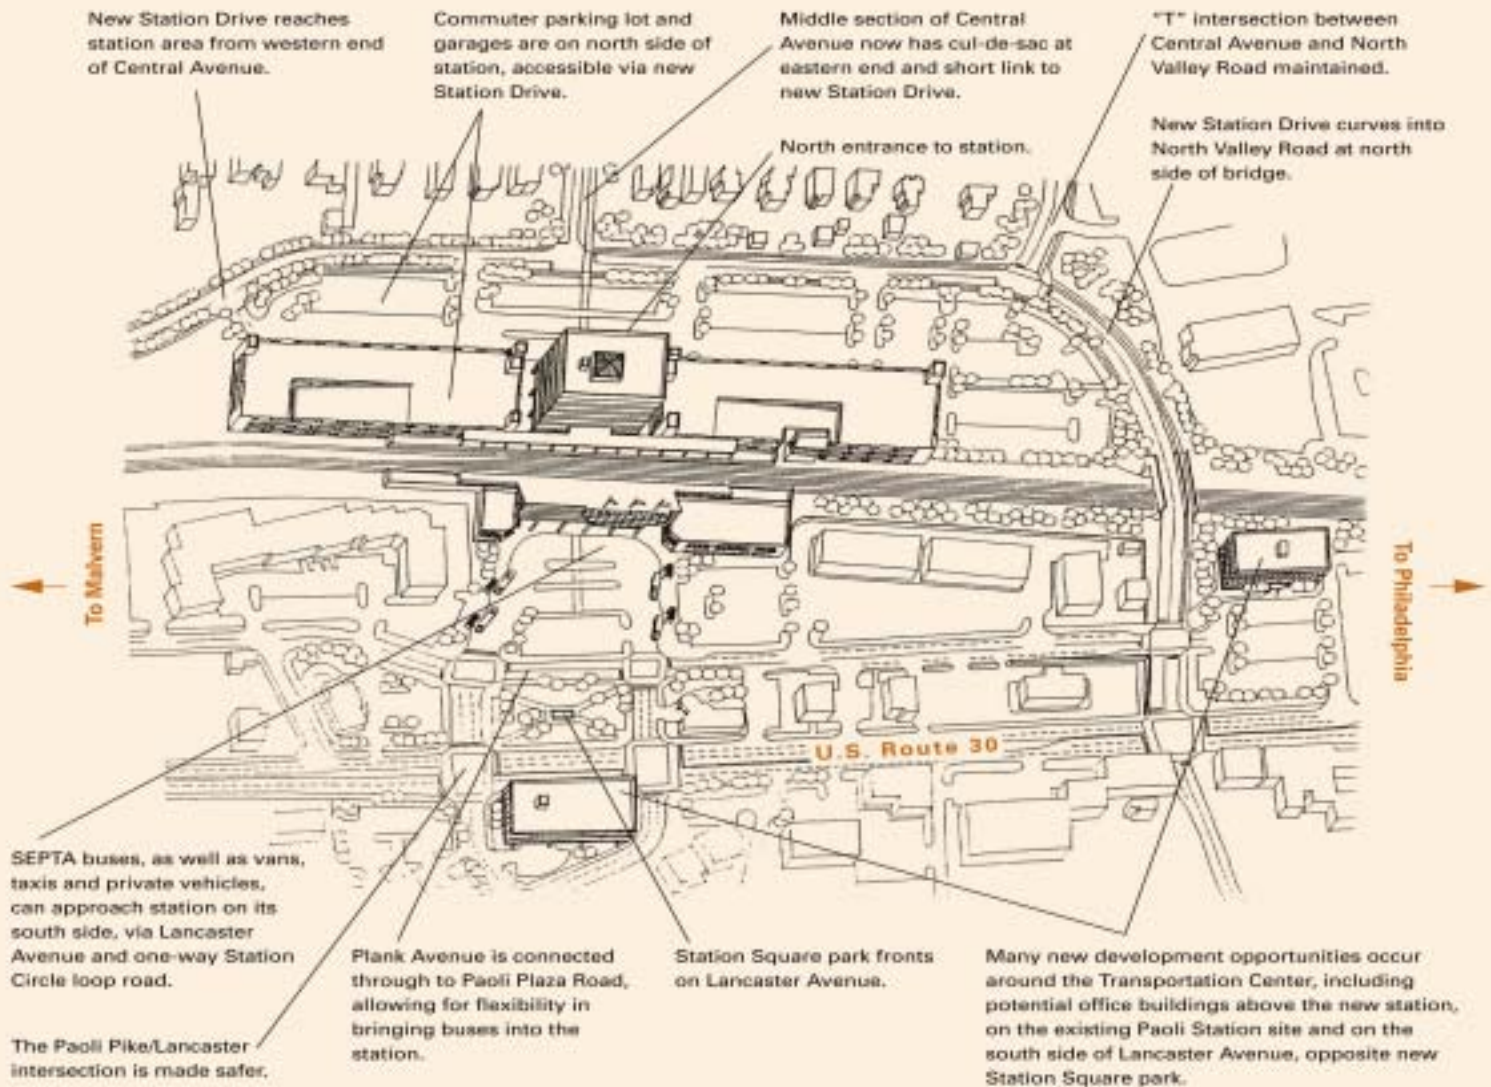 New Station Drive reaches
station area from western end
of Central Avenue.
Commuter parking lot and
garages are on north side of
station, accessible via new
Station Drive.
Middle section of Central
Avenue now has cul-de-sac at
eastern end and short link to
new Station Drive.
"T" intersection between
Central Avenue and North
Valley Road maintained.
North entrance to station.
New Station Drive curves into
North Valley Road at north
side of bridge.
To Malvern
To Philadelphia
U.S. Route 30
SEPTA buses, as well as vans,
taxis and private vehicles,
can approach station on its
south side, via Lancaster
Avenue and one-way Station
Circle loop road.
The Paoli Pike/Lancaster
intersection is made safer.
Plank Avenue is connected
through to Paoli Plaza Road,
allowing for flexibility in
bringing buses into the
station.
Station Square park fronts
on Lancaster Avenue.
Many new development opportunities occur
around the Transportation Center, including
potential office buildings above the new station,
on the existing Paoli Station site and on the
south side of Lancaster Avenue, opposite new
Station Square park.